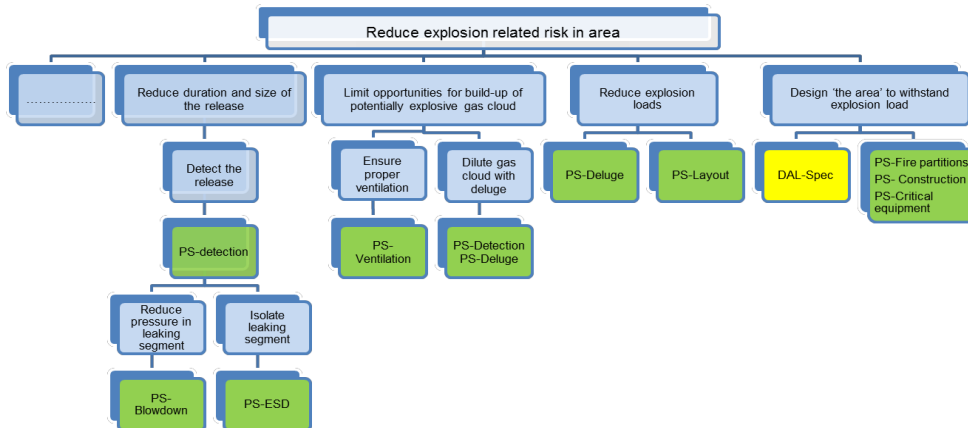 Reduce explosion related risk in area
………………
Reduce duration and size of
the release
Limit opportunities for build-up of
potentially explosive gas cloud
Reduce explosion
loads
Design 'the area' to withstand
explosion load
Detect the
release
Ensure
proper
ventilation
Dilute gas
cloud with
deluge
PS-Deluge
PS-Layout
DAL-Spec
PS-Fire partitions
PS- Construction
PS-Critical
equipment
PS-detection
PS-
Ventilation
PS-Detection
PS-Deluge
Reduce
pressure in
leaking
segment
Isolate
leaking
segment
PS-
Blowdown
PS-ESD